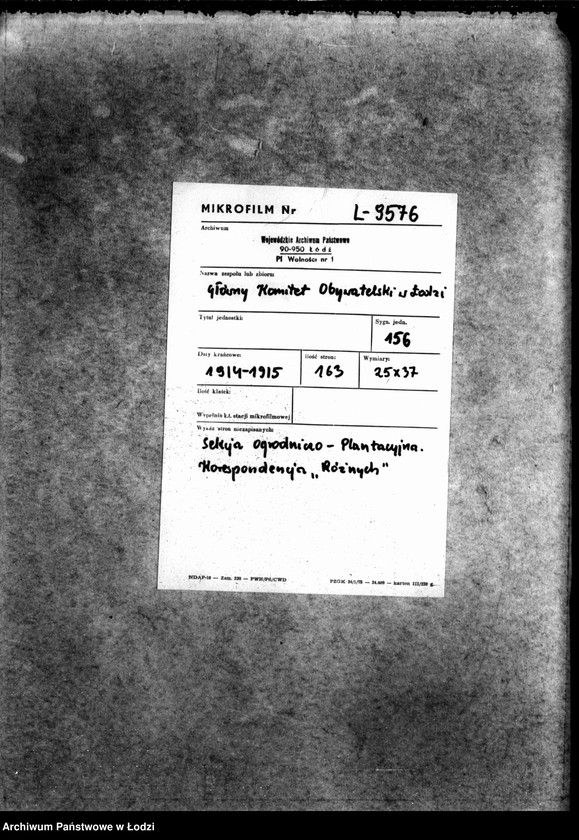 MIKROFILM Nr L-9576
Archiwum
Wojewódzkie Archiwum Państwowe
90-950 Łódź
Pl Wolności nr 1
Nazwa zespołu lub zbioru
Główny Komitet Obywatelski w Łodzi
Tytuł jednostki:
Sygn. jedn.
156
Daty krańcowe:
Ilość stron:
Wymiary:
1914-1915
163
25x37
Ilość klatek:
Wypełnia kt. stacji mikrofilmowej
Wykaz stron niezapisanych:
Sekcja Ogrodniczo - Plantacyjna.
Korespondencja „Różnych"
Archiwum Państwowe w Łodzi